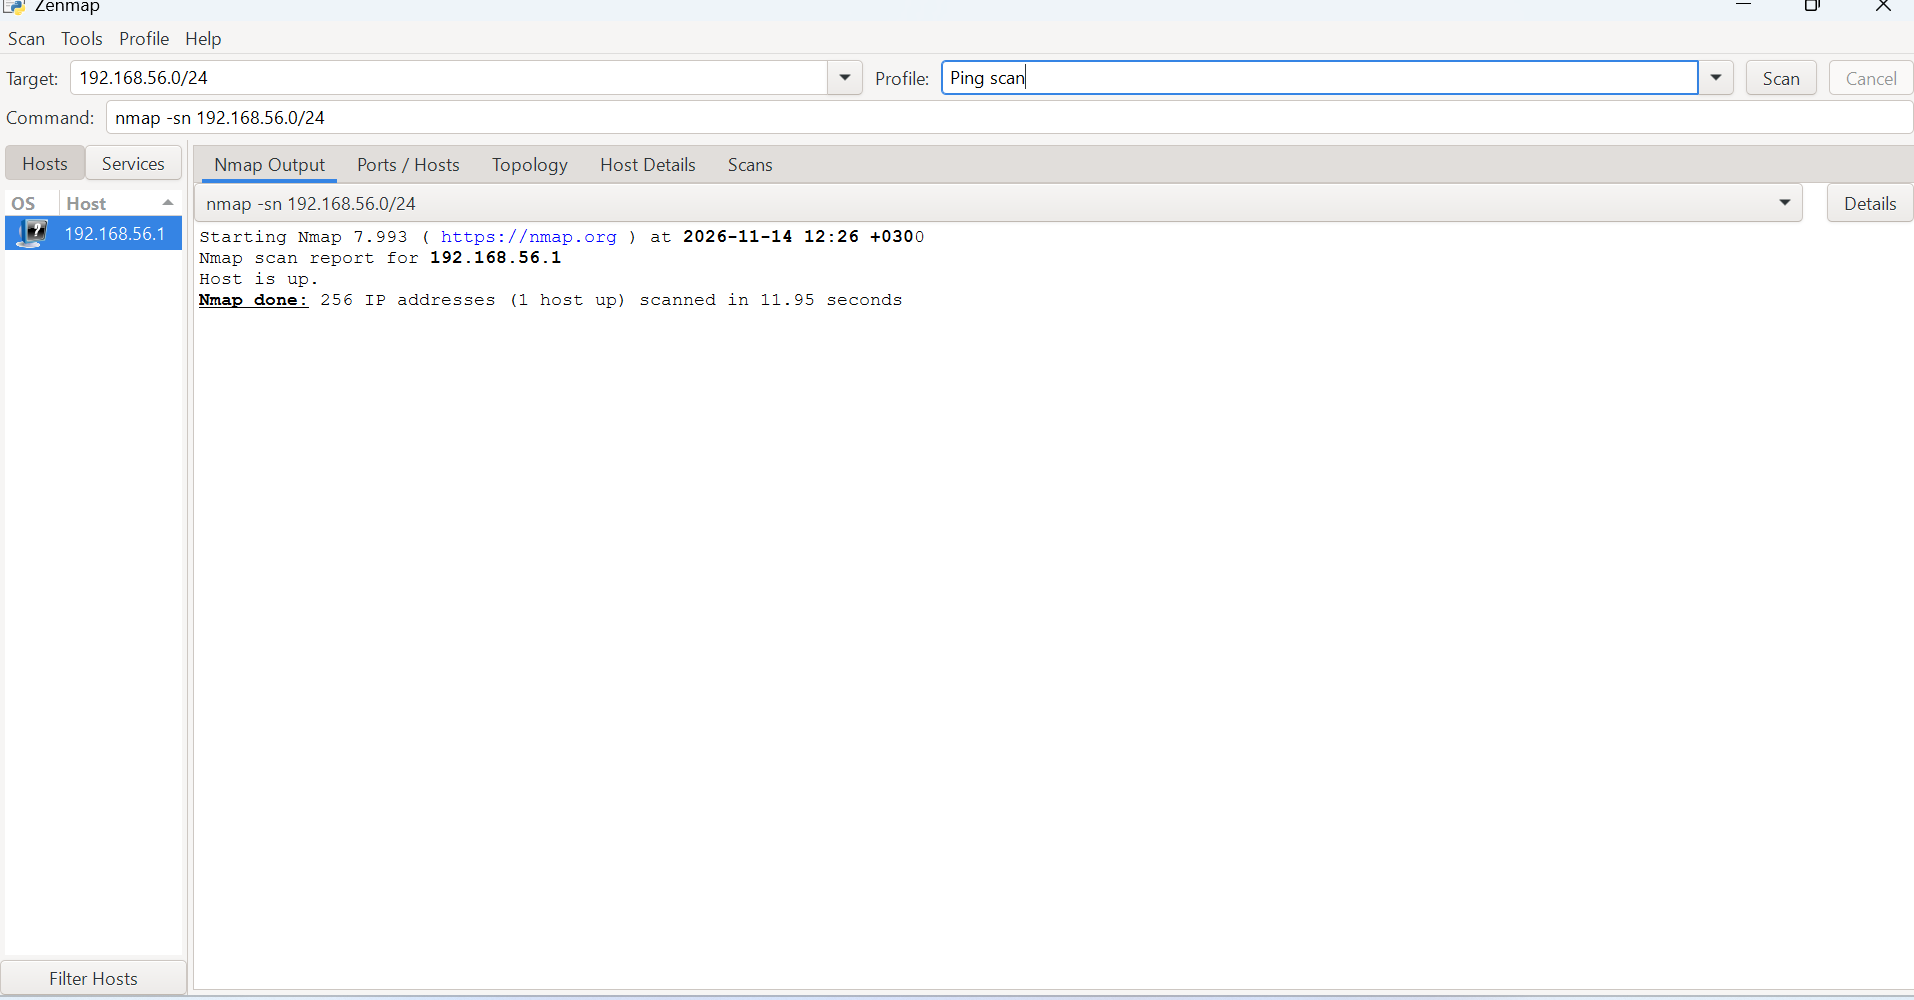 Zenmap
Scan Tools Profile Help
Target: 192.168.56.0/24 Profile: Ping scan Scan Cancel
Command: nmap -sn 192.168.56.0/24
Hosts Services Nmap Output Ports / Hosts Topology Host Details Scans
OS Host nmap -sn 192.168.56.0/24 Details
192.168.56.1
Starting Nmap 7.993 ( https://nmap.org ) at 2026-11-14 12:26 +0300
Nmap scan report for 192.168.56.1
Host is up.
Nmap done: 256 IP addresses (1 host up) scanned in 11.95 seconds
Filter Hosts